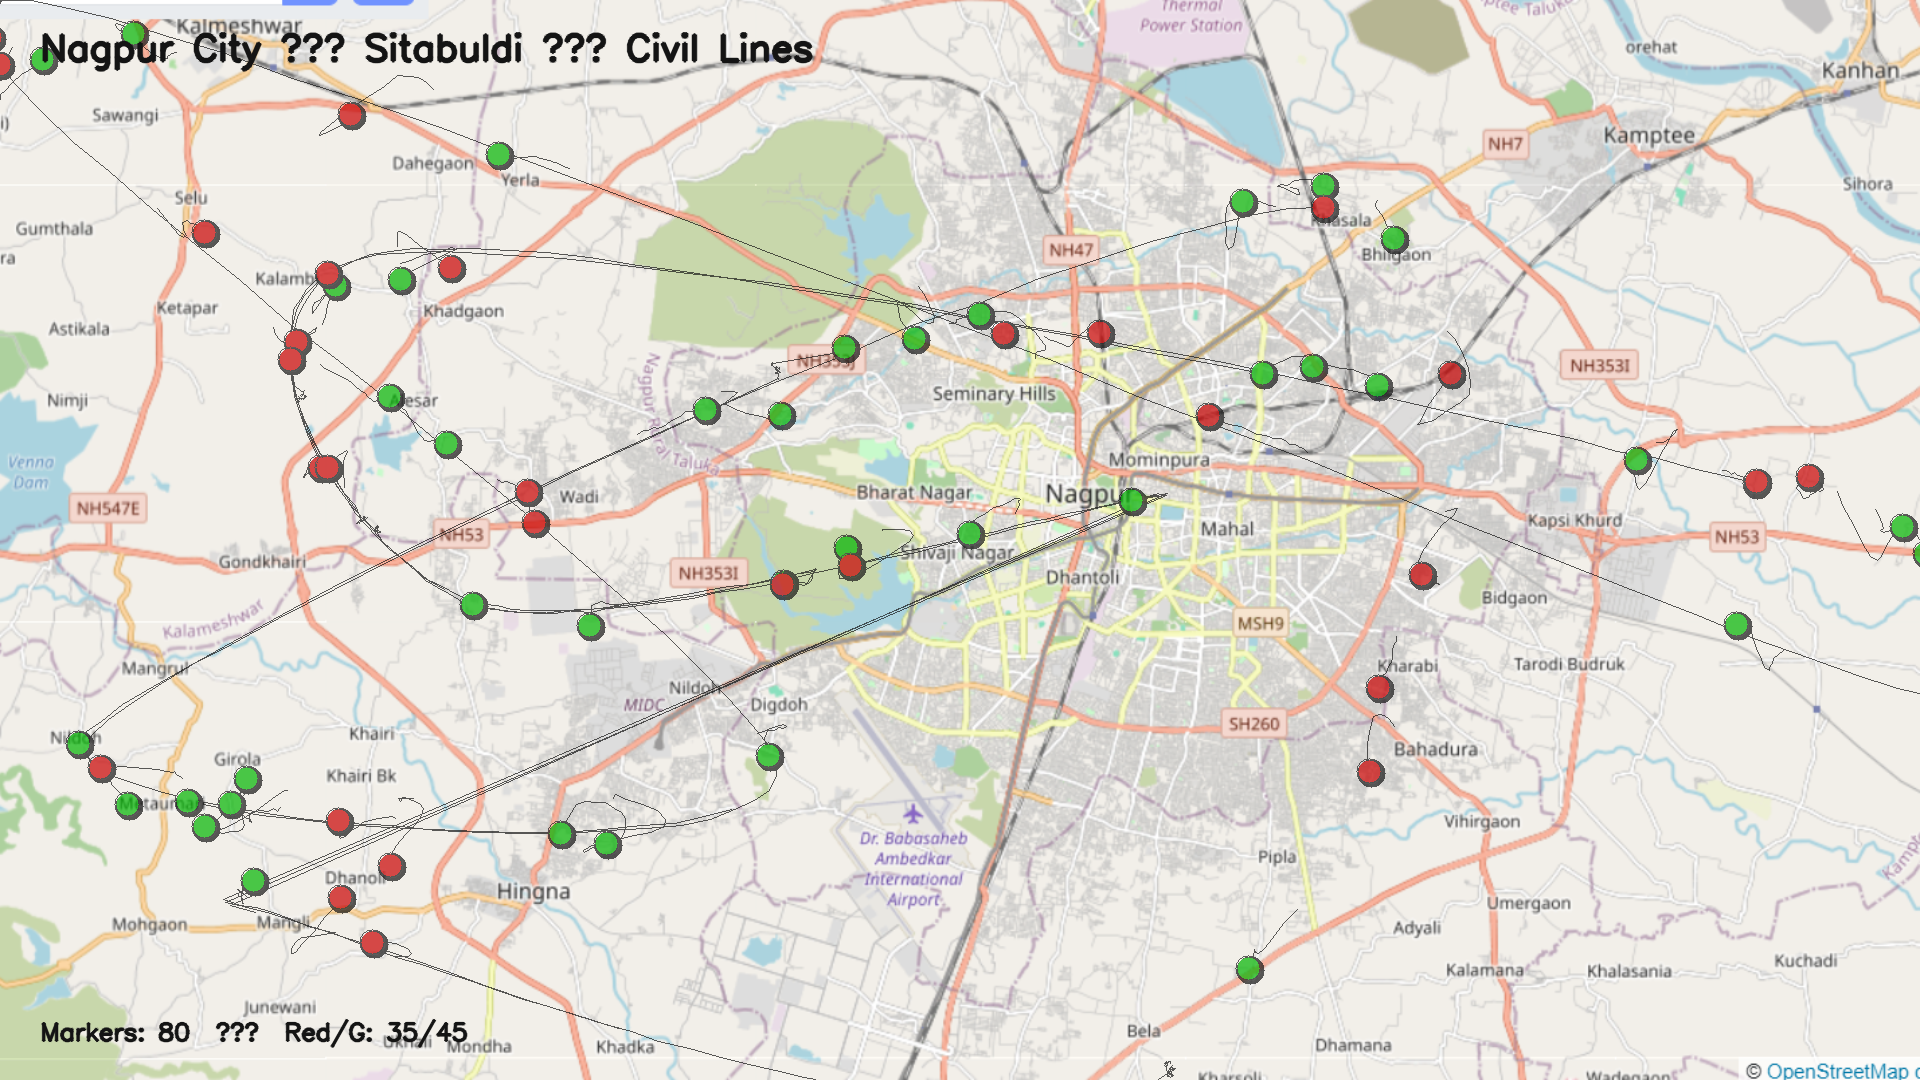 Kalmeshwar
Nagpur City ??? Sitabuldi ??? Civil Lines
Thermal
Power Station
orehat
Kanhan
Sawangi
i)
NH7
Kamptee
Dahegaon
Yerla
Sihora
Selu
Gumthala
Khasala
NH47
Bhilgaon
ra
Kalamb
Ketapar
Khadgaon
Astikala
NH353J
NH353I
Seminary Hills
Nimji
Nagpur Rural Taluka
Mominpura
Venna
Dam
Bharat Nagar
Nagpur
Wadi
NH547E
Kapsi Khurd
Mahal
NH53
NH53
Shivaji Nagar
Gondkhairi
NH353I
Dhantoli
Bidgaon
Kalameshwar
MSH9
Mangrul
Kharabi
Tarodi Budruk
Nildoh
MIDC
Digdoh
SH260
Khairi
Bahadura
Girola
Khairi Bk
Vihirgaon
Dr. Babasaheb
Ambedkar
International
Airport
Pipla
Dhanoli
Hingna
Umergaon
Mohgaon
Mangli
Adyali
Kuchadi
Kalamana
Khalasania
Junewani
Markers: 80 ??? Red/G: 35/45
Mondha
Khadka
Bela
Dhamana
Kharsoli
Wadegaon
© OpenStreetMap c